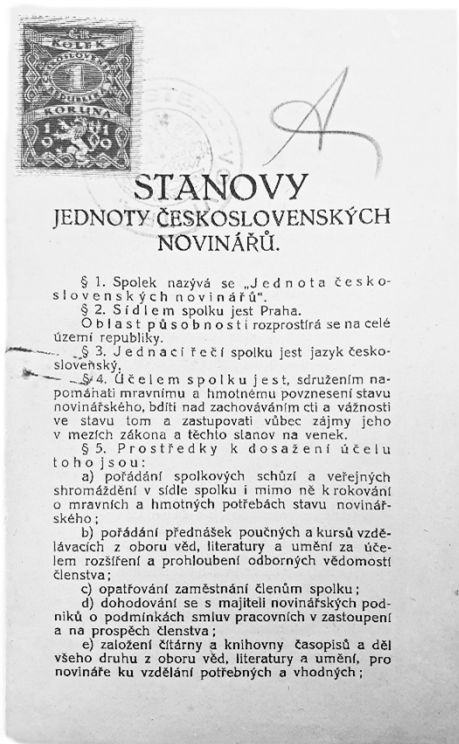 KOLEK
ČESKOSLOVENSKÁ
1
REPUBLIKA
KORUNA
1919
A
STANOVY
JEDNOTY ČESKOSLOVENSKÝCH
NOVINÁŘŮ.
§ 1. Spolek nazývá se „Jednota česko-
slovenských novinářů“.
§ 2. Sídlem spolku jest Praha.
Oblast působnosti rozprostírá se na celé
území republiky.
§ 3. Jednací řečí spolku jest jazyk česko-
slovenský.
§ 4. Účelem spolku jest, sdružením na-
pomáhati mravnímu a hmotnému povznesení stavu
novinářského, bdíti nad zachováváním cti a vážnosti
ve stavu tom a zastupovati vůbec zájmy jeho
v mezích zákona a těchto stanov na venek.
§ 5. Prostředky k dosažení účelu
toho jsou:
a) pořádání spolkových schůzí a veřejných
shromáždění v sídle spolku i mimo ně k rokování
o mravních a hmotných potřebách stavu novinář-
ského;
b) pořádání přednášek poučných a kursů vzdě-
lávacích z oboru věd, literatury a umění za úče-
lem rozšíření a prohloubení odborných vědomostí
členstva;
c) opatřování zaměstnání členům spolku;
d) dohodování se s majiteli novinářských pod-
niků o podmínkách smluv pracovních v zastoupení
a na prospěch členstva;
e) založení čítárny a knihovny časopisů a děl
všeho druhu z oboru věd, literatury a umění, pro
novináře ku vzdělání potřebných a vhodných;